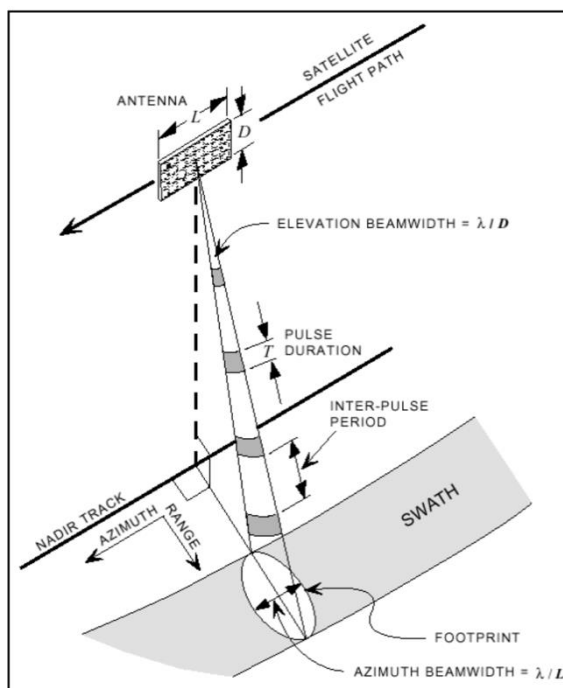 SATELLITE
FLIGHT PATH
ANTENNA
L
D
ELEVATION BEAMWIDTH = λ / D
PULSE
DURATION
T
INTER-PULSE
PERIOD
NADIR TRACK
AZIMUTH
RANGE
SWATH
FOOTPRINT
AZIMUTH BEAMWIDTH = λ / L